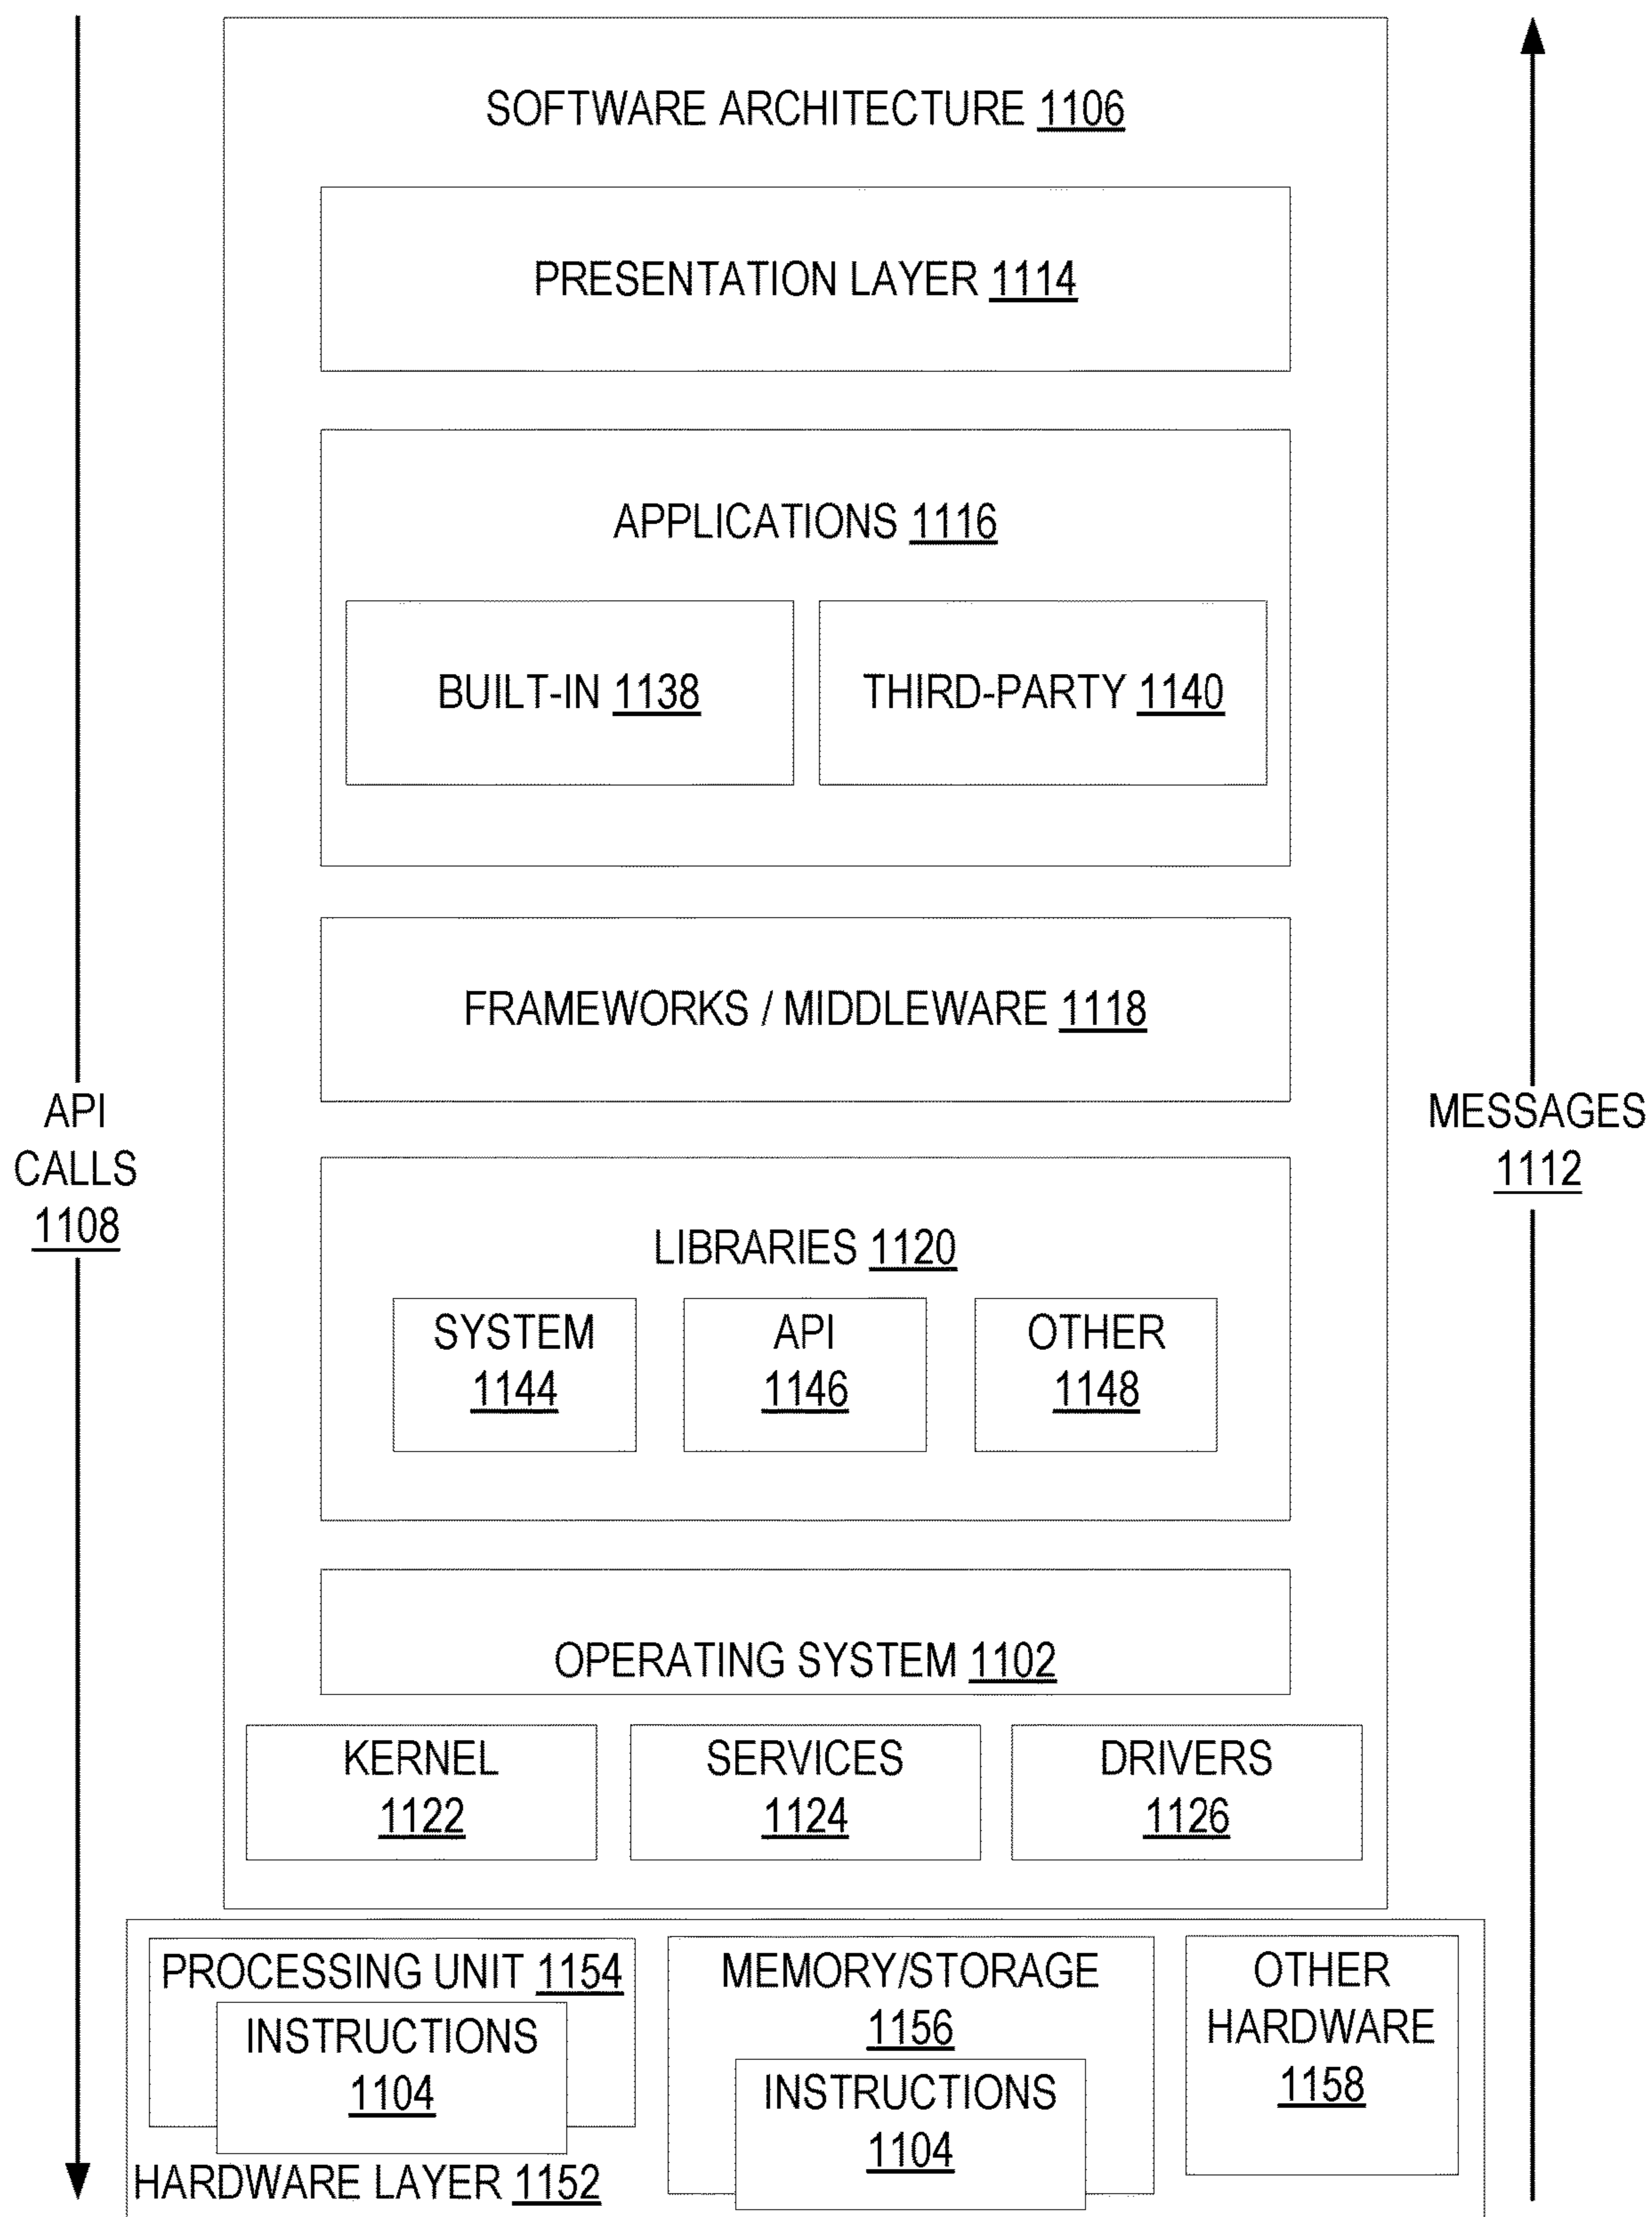 SOFTWARE ARCHITECTURE 1106
PRESENTATION LAYER 1114
APPLICATIONS 1116
BUILT-IN 1138
THIRD-PARTY 1140
FRAMEWORKS / MIDDLEWARE 1118
API
CALLS
1108
MESSAGES
1112
LIBRARIES 1120
SYSTEM
1144
API
1146
OTHER
1148
OPERATING SYSTEM 1102
KERNEL
1122
SERVICES
1124
DRIVERS
1126
PROCESSING UNIT 1154
INSTRUCTIONS
1104
MEMORY/STORAGE
1156
INSTRUCTIONS
1104
OTHER
HARDWARE
1158
HARDWARE LAYER 1152